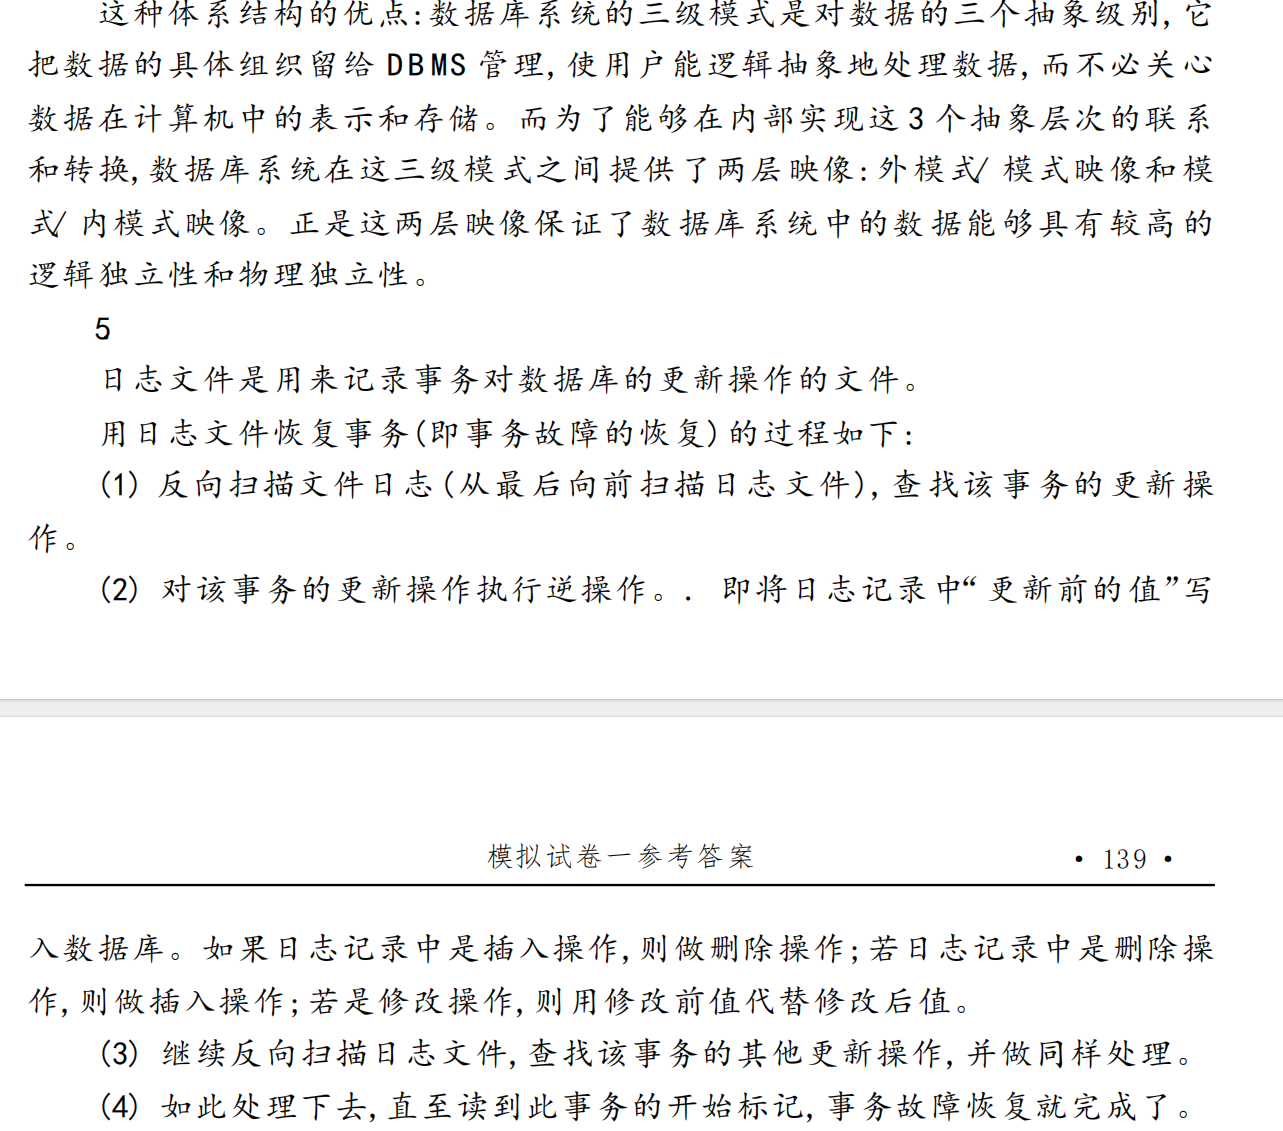 这种体系结构的优点:数据库系统的三级模式是对数据的三个抽象级别,它
把数据的具体组织留给 DBMS 管理,使用户能逻辑抽象地处理数据,而不必关心
数据在计算机中的表示和存储。而为了能够在内部实现这 3 个抽象层次的联系
和转换,数据库系统在这三级模式之间提供了两层映像:外模式/ 模式映像和模
式/ 内模式映像。正是这两层映像保证了数据库系统中的数据能够具有较高的
逻辑独立性和物理独立性。
5
日志文件是用来记录事务对数据库的更新操作的文件。
用日志文件恢复事务(即事务故障的恢复)的过程如下:
(1) 反向扫描文件日志(从最后向前扫描日志文件),查找该事务的更新操
作。
(2) 对该事务的更新操作执行逆操作。. 即将日志记录中“ 更新前的值”写
模拟试卷一参考答案 • 139 •
入数据库。如果日志记录中是插入操作,则做删除操作;若日志记录中是删除操
作,则做插入操作;若是修改操作,则用修改前值代替修改后值。
(3) 继续反向扫描日志文件,查找该事务的其他更新操作,并做同样处理。
(4) 如此处理下去,直至读到此事务的开始标记,事务故障恢复就完成了。